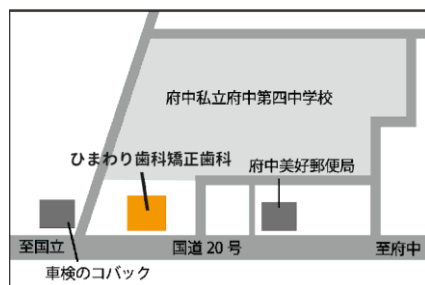 府中私立府中第四中学校
ひまわり歯科矯正歯科
府中美好郵便局
至国立
国道 20 号
至府中
車検のコバック